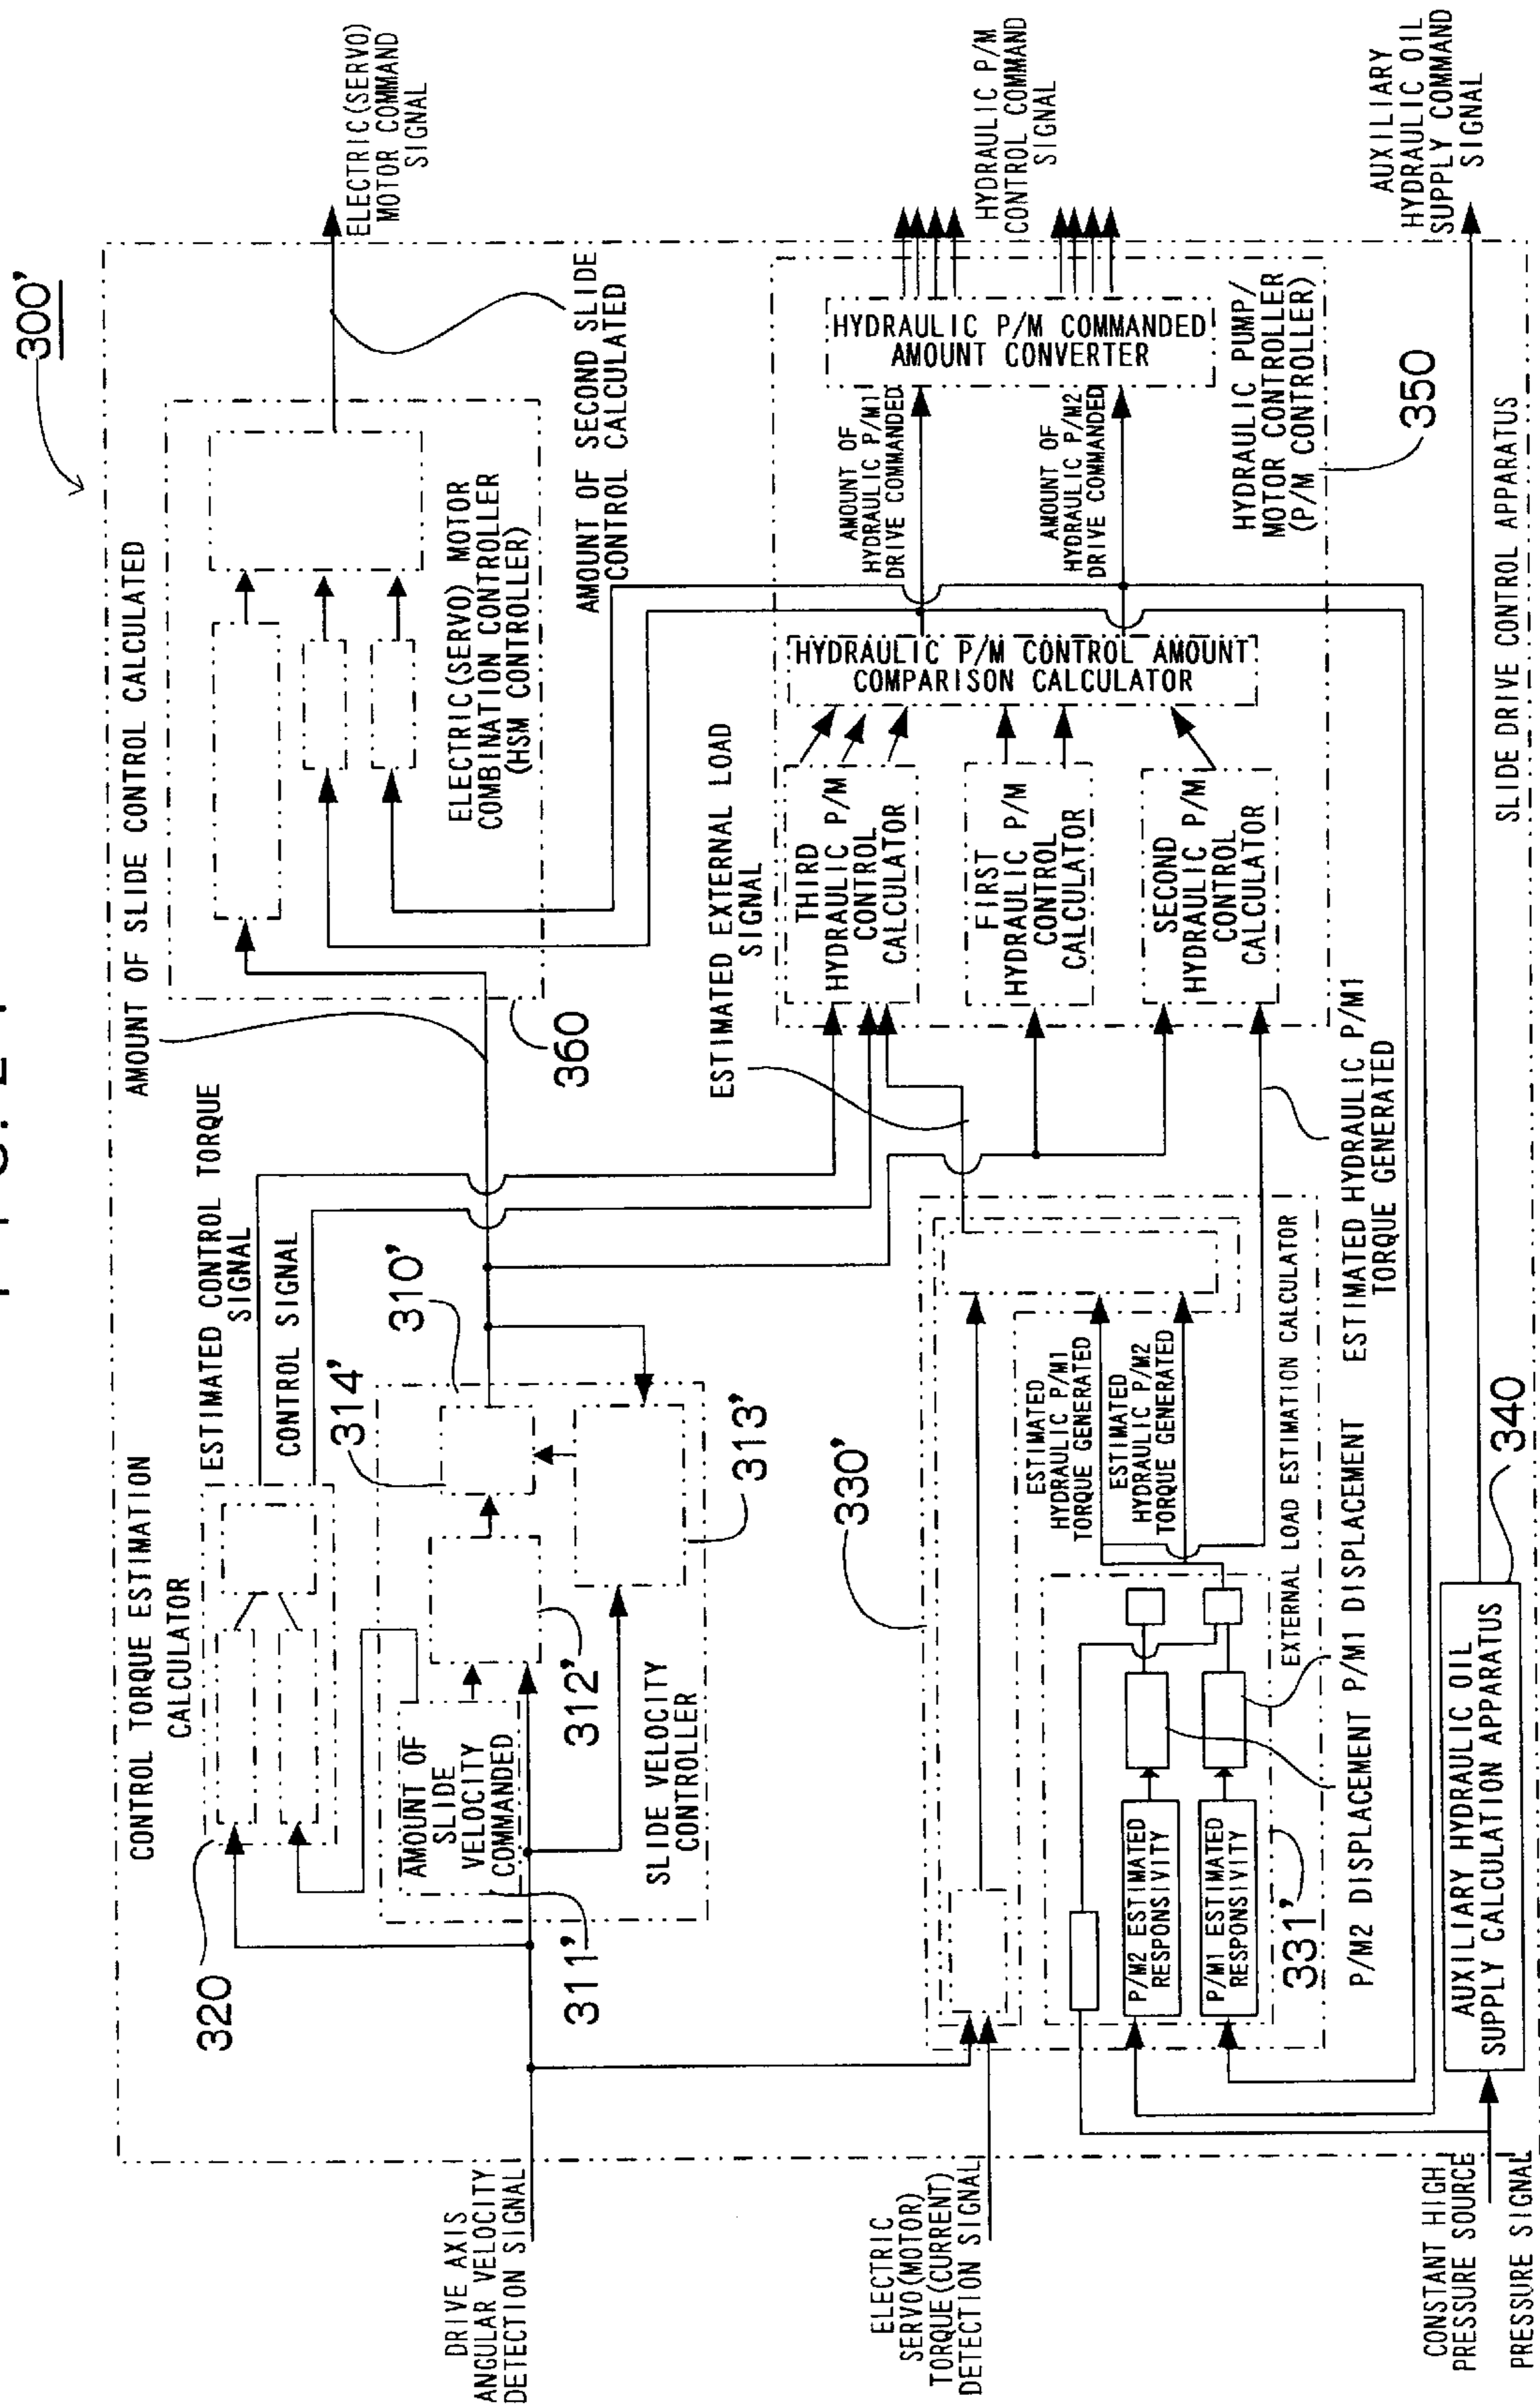 300'
ELECTRIC(SERVO)
MOTOR COMMAND
SIGNAL
HYDRAULIC P/M
CONTROL COMMAND
SIGNAL
AUXILIARY
HYDRAULIC OIL
SUPPLY COMMAND
SIGNAL
AMOUNT OF SLIDE CONTROL CALCULATED
ELECTRIC(SERVO) MOTOR
COMBINATION CONTROLLER
(HSM CONTROLLER)
360
AMOUNT OF SECOND SLIDE
CONTROL CALCULATED
CONTROL TORQUE ESTIMATION
CALCULATOR
320
ESTIMATED CONTROL TORQUE
SIGNAL
CONTROL SIGNAL
310'
314'
313'
312'
311'
AMOUNT OF
SLIDE
VELOCITY
COMMANDED
SLIDE VELOCITY
CONTROLLER
DRIVE AXIS
ANGULAR VELOCITY
DETECTION SIGNAL
ELECTRIC
SERVO(MOTOR)
TORQUE(CURRENT)
DETECTION SIGNAL
CONSTANT HIGH
PRESSURE SOURCE
PRESSURE SIGNAL
330'
ESTIMATED
HYDRAULIC P/M1
TORQUE GENERATED
ESTIMATED
HYDRAULIC P/M2
TORQUE GENERATED
P/M2 ESTIMATED
RESPONSIVITY
P/M1 ESTIMATED
RESPONSIVITY
331'
EXTERNAL LOAD ESTIMATION CALCULATOR
P/M2 DISPLACEMENT
P/M1 DISPLACEMENT
ESTIMATED HYDRAULIC P/M1
TORQUE GENERATED
ESTIMATED EXTERNAL LOAD
SIGNAL
THIRD
HYDRAULIC P/M
CONTROL
CALCULATOR
FIRST
HYDRAULIC P/M
CONTROL
CALCULATOR
SECOND
HYDRAULIC P/M
CONTROL
CALCULATOR
HYDRAULIC P/M CONTROL AMOUNT
COMPARISON CALCULATOR
AMOUNT OF
HYDRAULIC P/M1
DRIVE COMMANDED
AMOUNT OF
HYDRAULIC P/M2
DRIVE COMMANDED
HYDRAULIC P/M COMMANDED
AMOUNT CONVERTER
HYDRAULIC PUMP/
MOTOR CONTROLLER
(P/M CONTROLLER)
350
AUXILIARY HYDRAULIC OIL
SUPPLY CALCULATION APPARATUS
340
SLIDE DRIVE CONTROL APPARATUS